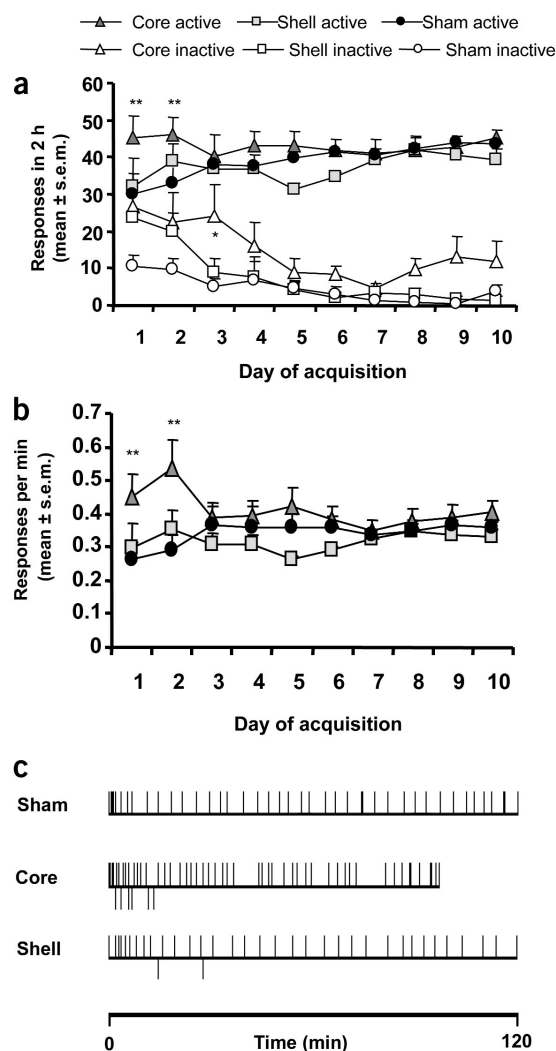 Core active Shell active Sham active
Core inactive Shell inactive Sham inactive
a
Responses in 2 h
(mean ± s.e.m.)
60
50
40
30
20
10
0
** **
*
1 2 3 4 5 6 7 8 9 10
Day of acquisition
b
Responses per min
(mean ± s.e.m.)
0.7
0.6
0.5
0.4
0.3
0.2
0.1
0
** **
1 2 3 4 5 6 7 8 9 10
Day of acquisition
c
Sham
Core
Shell
0 Time (min) 120